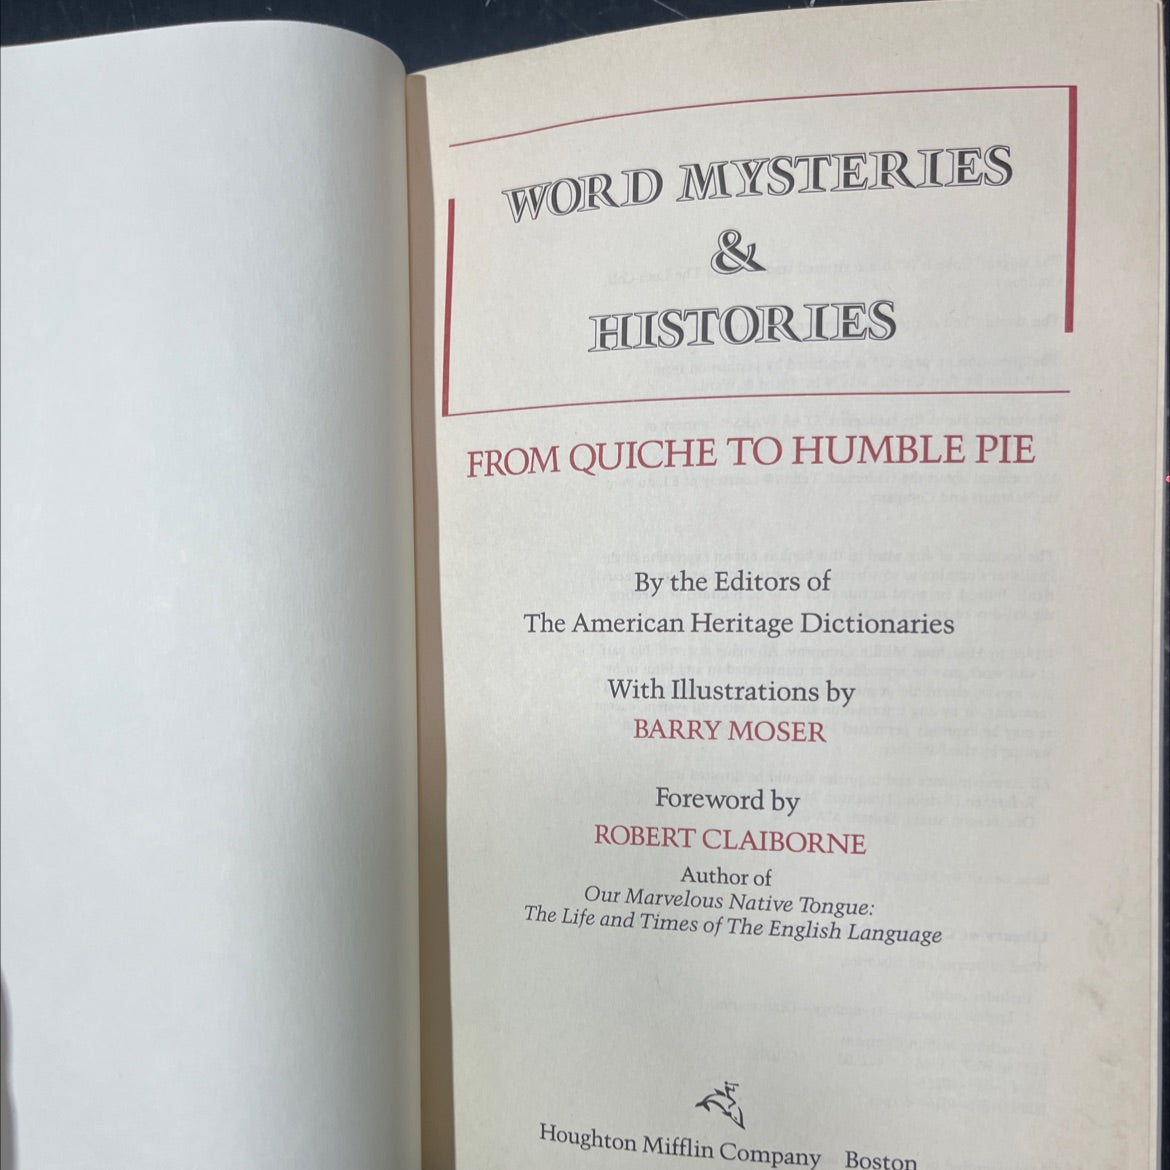 WORD MYSTERIES
&
HISTORIES
FROM QUICHE TO HUMBLE PIE
By the Editors of
The American Heritage Dictionaries
With Illustrations by
BARRY MOSER
Foreword by
ROBERT CLAIBORNE
Author of
Our Marvelous Native Tongue:
The Life and Times of The English Language
Houghton Mifflin Company Boston